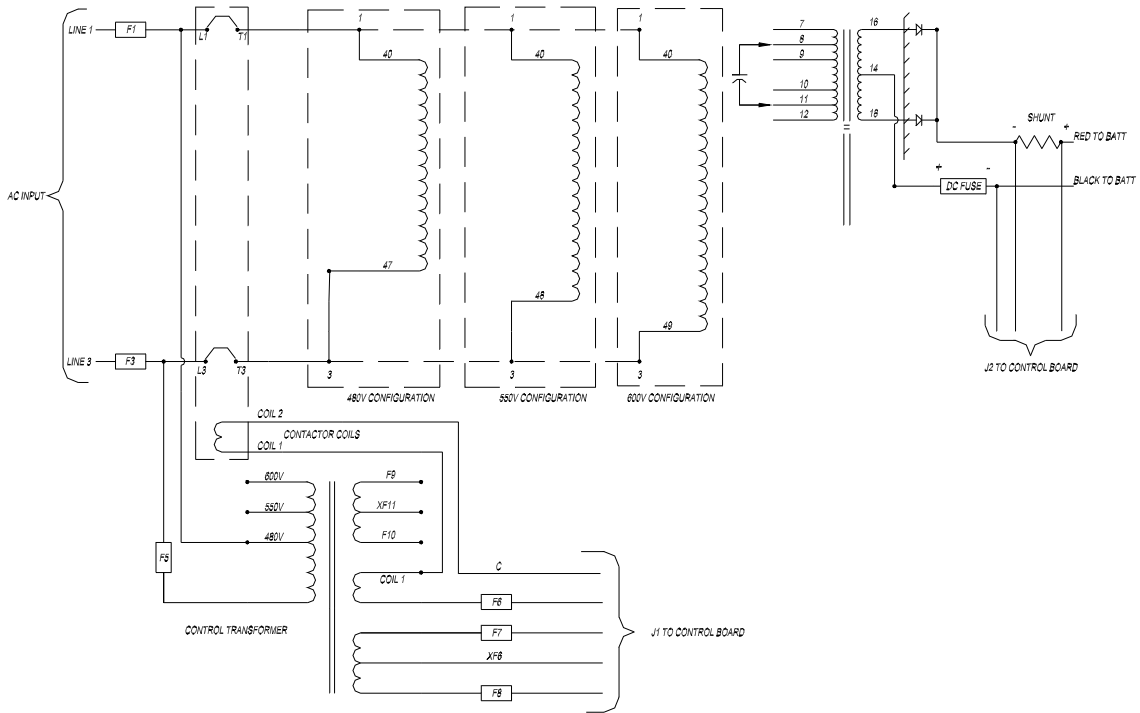 LINE 1
F1
L1
T1
1
40
47
3
480V CONFIGURATION
1
40
48
3
550V CONFIGURATION
1
40
49
3
600V CONFIGURATION
7
8
9
10
11
12
16
14
18
SHUNT
- +
RED TO BATT
+ -
DC FUSE
BLACK TO BATT
J2 TO CONTROL BOARD
AC INPUT
LINE 3
F3
L3
T3
COIL 2
CONTACTOR COILS
COIL 1
600V
550V
480V
F5
CONTROL TRANSFORMER
F9
XF11
F10
COIL 1
C
F6
F7
XF6
F8
J1 TO CONTROL BOARD